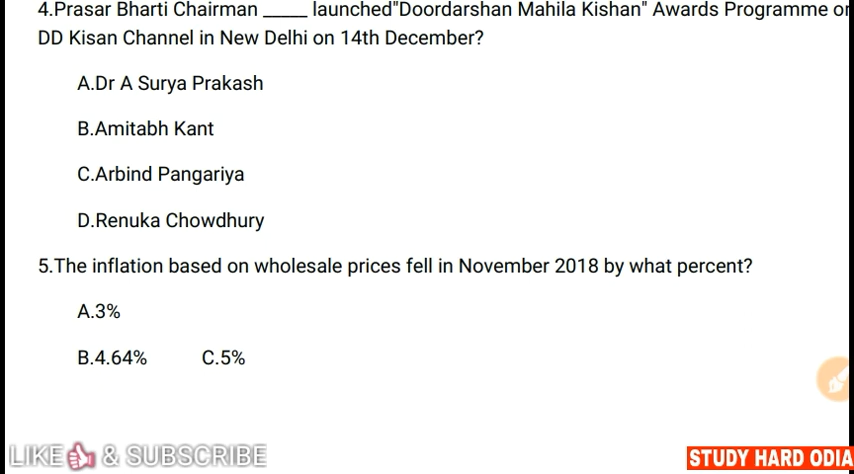 4.Prasar Bharti Chairman _____ launched"Doordarshan Mahila Kishan" Awards Programme on
DD Kisan Channel in New Delhi on 14th December?
A.Dr A Surya Prakash
B.Amitabh Kant
C.Arbind Pangariya
D.Renuka Chowdhury
5.The inflation based on wholesale prices fell in November 2018 by what percent?
A.3%
B.4.64% C.5%
LIKE & SUBSCRIBE
STUDY HARD ODIA